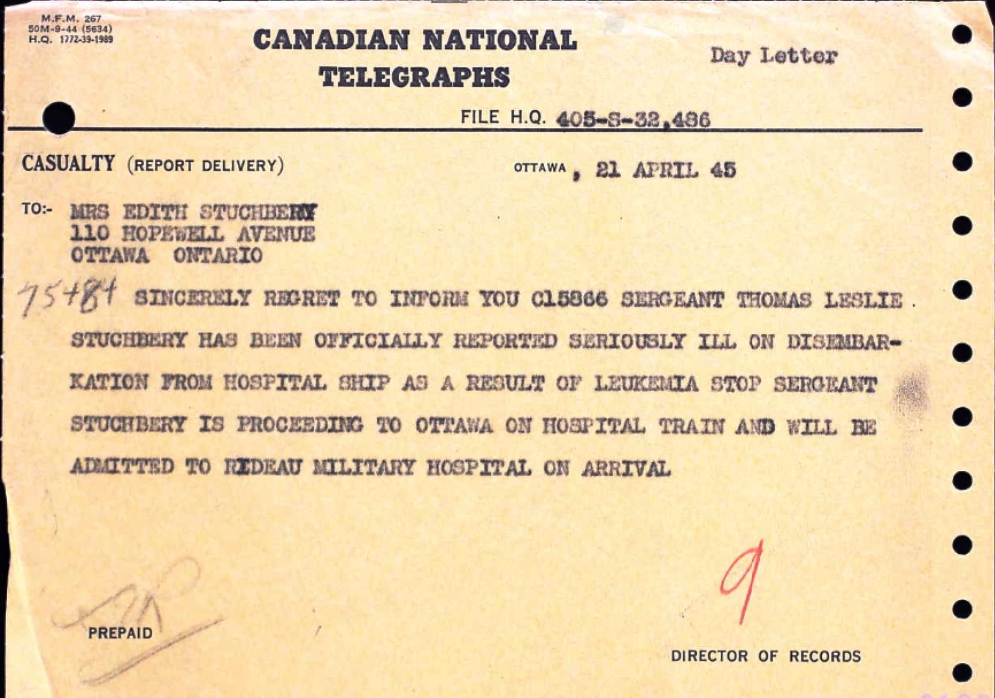 M.F.M. 267
50M-9-44 (5634)
H.Q. 1772-39-1989
CANADIAN NATIONAL
TELEGRAPHS
Day Letter
FILE H.Q. 405-S-32,486
CASUALTY (REPORT DELIVERY)
OTTAWA, 21 APRIL 45
TO:- MRS EDITH STUCHBERY
110 HOPEWELL AVENUE
OTTAWA ONTARIO
75484
SINCERELY REGRET TO INFORM YOU C15866 SERGEANT THOMAS LESLIE
STUCHBERY HAS BEEN OFFICIALLY REPORTED SERIOUSLY ILL ON DISEMBAR-
KATION FROM HOSPITAL SHIP AS A RESULT OF LEUKEMIA STOP SERGEANT
STUCHBERY IS PROCEEDING TO OTTAWA ON HOSPITAL TRAIN AND WILL BE
ADMITTED TO RIDEAU MILITARY HOSPITAL ON ARRIVAL
9
PREPAID
DIRECTOR OF RECORDS